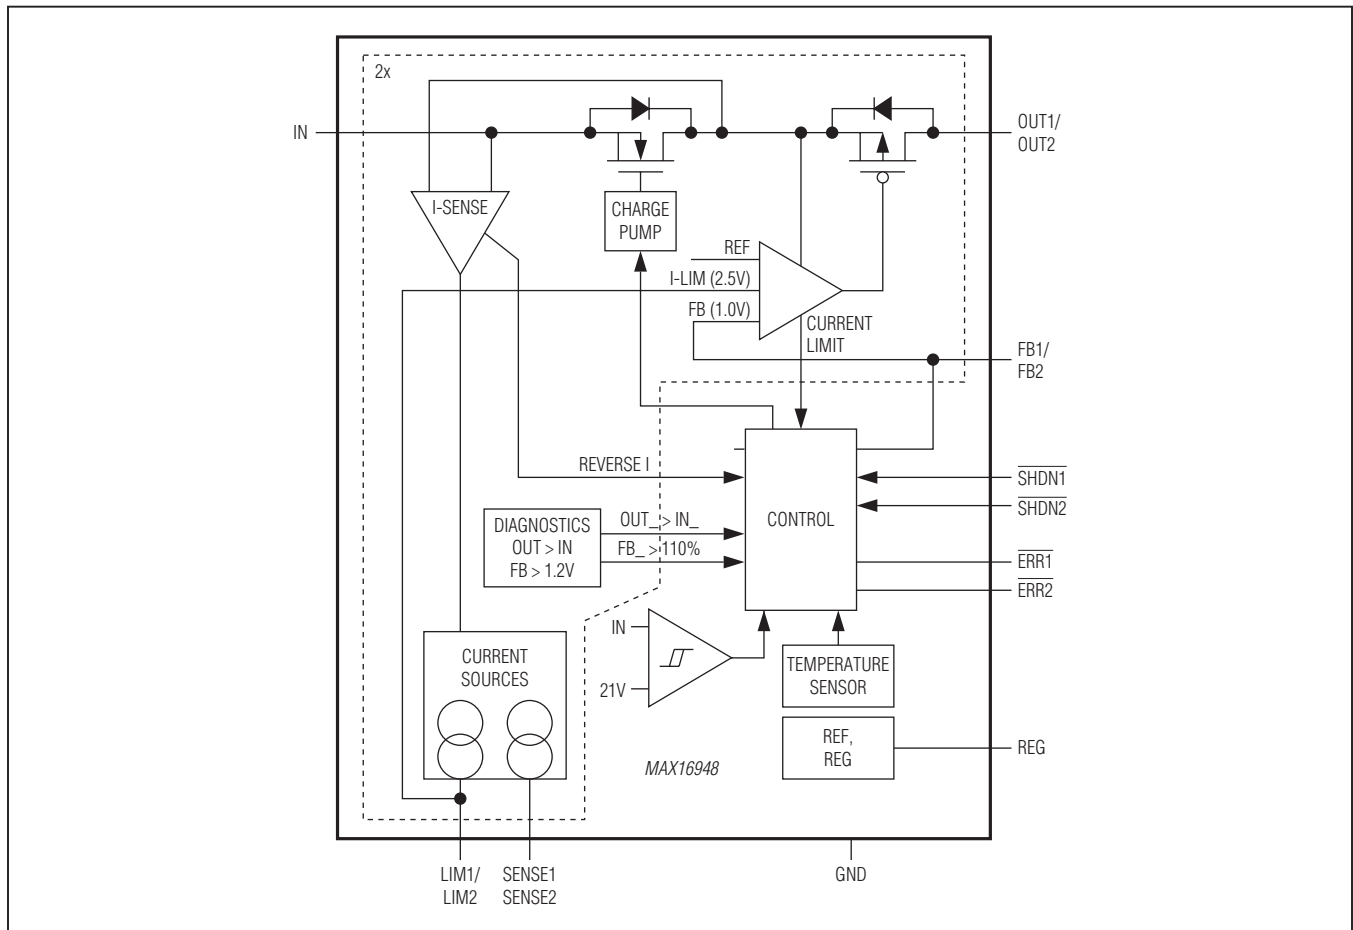 2x
IN
OUT1/
OUT2
I-SENSE
CHARGE
PUMP
REF
I-LIM (2.5V)
FB (1.0V)
CURRENT
LIMIT
FB1/
FB2
REVERSE I
SHDN1
SHDN2
CONTROL
DIAGNOSTICS
OUT > IN
FB > 1.2V
OUT_ > IN_
FB_ > 110%
ERR1
ERR2
IN
21V
CURRENT
SOURCES
TEMPERATURE
SENSOR
REF,
REG
REG
MAX16948
LIM1/
LIM2
SENSE1
SENSE2
GND